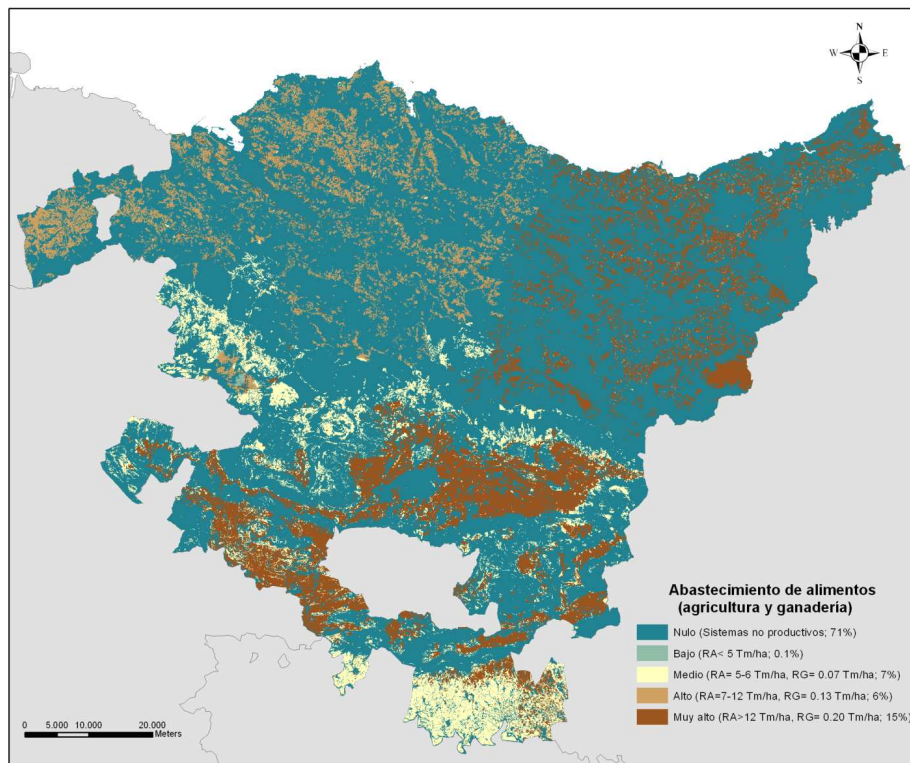 N
W E
S
Abastecimiento de alimentos
(agricultura y ganadería)
Nulo (Sistemas no productivos; 71%)
Bajo (RA< 5 Tm/ha; 0.1%)
Medio (RA= 5-6 Tm/ha, RG= 0.07 Tm/ha; 7%)
Alto (RA=7-12 Tm/ha, RG= 0.13 Tm/ha; 6%)
Muy alto (RA>12 Tm/ha, RG= 0.20 Tm/ha; 15%)
0 5.000 10.000 20.000
Meters